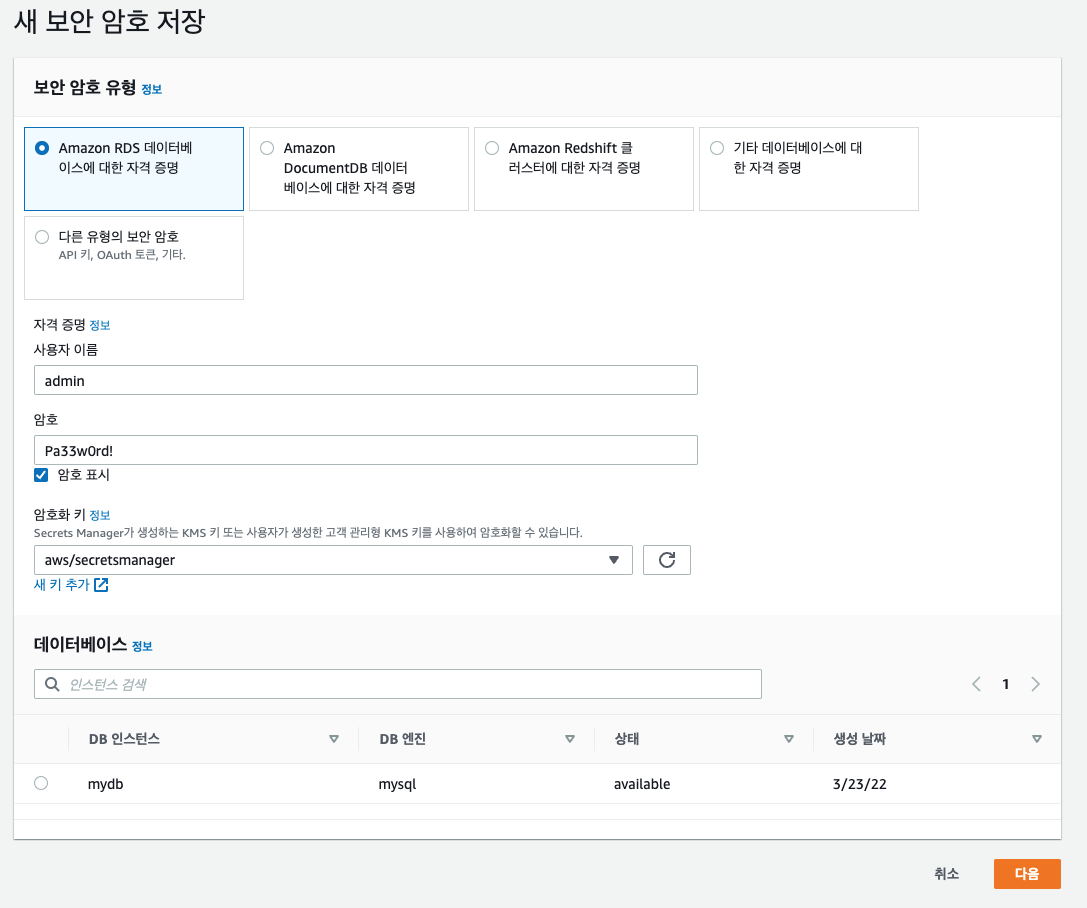 새 보안 암호 저장
보안 암호 유형 정보
Amazon RDS 데이터베
이스에 대한 자격 증명
Amazon
DocumentDB 데이터
베이스에 대한 자격 증명
Amazon Redshift 클
러스터에 대한 자격 증명
기타 데이터베이스에 대
한 자격 증명
다른 유형의 보안 암호
API 키, OAuth 토큰, 기타.
자격 증명 정보
사용자 이름
admin
암호
Pa33w0rd!
암호 표시
암호화 키 정보
Secrets Manager가 생성하는 KMS 키 또는 사용자가 생성한 고객 관리형 KMS 키를 사용하여 암호화할 수 있습니다.
aws/secretsmanager
새 키 추가
데이터베이스 정보
인스턴스 검색
1
DB 인스턴스 DB 엔진 상태 생성 날짜
mydb mysql available 3/23/22
취소 다음